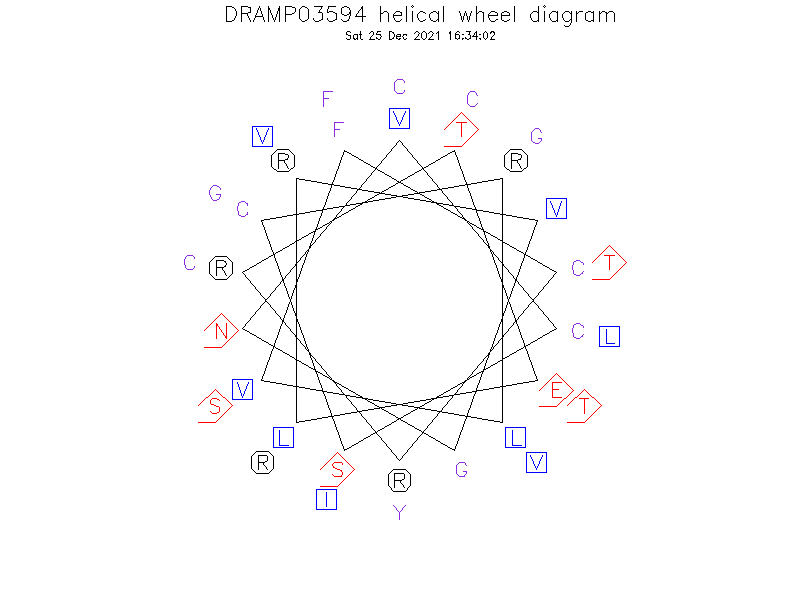 DRAMP03594 helical wheel diagram
Sat 25 Dec 2021 16:34:02
C
F C
V
F T
V G
R R
G
C V
C R C T
N C L
V E
S T
L L
R V
S G
R
I
Y